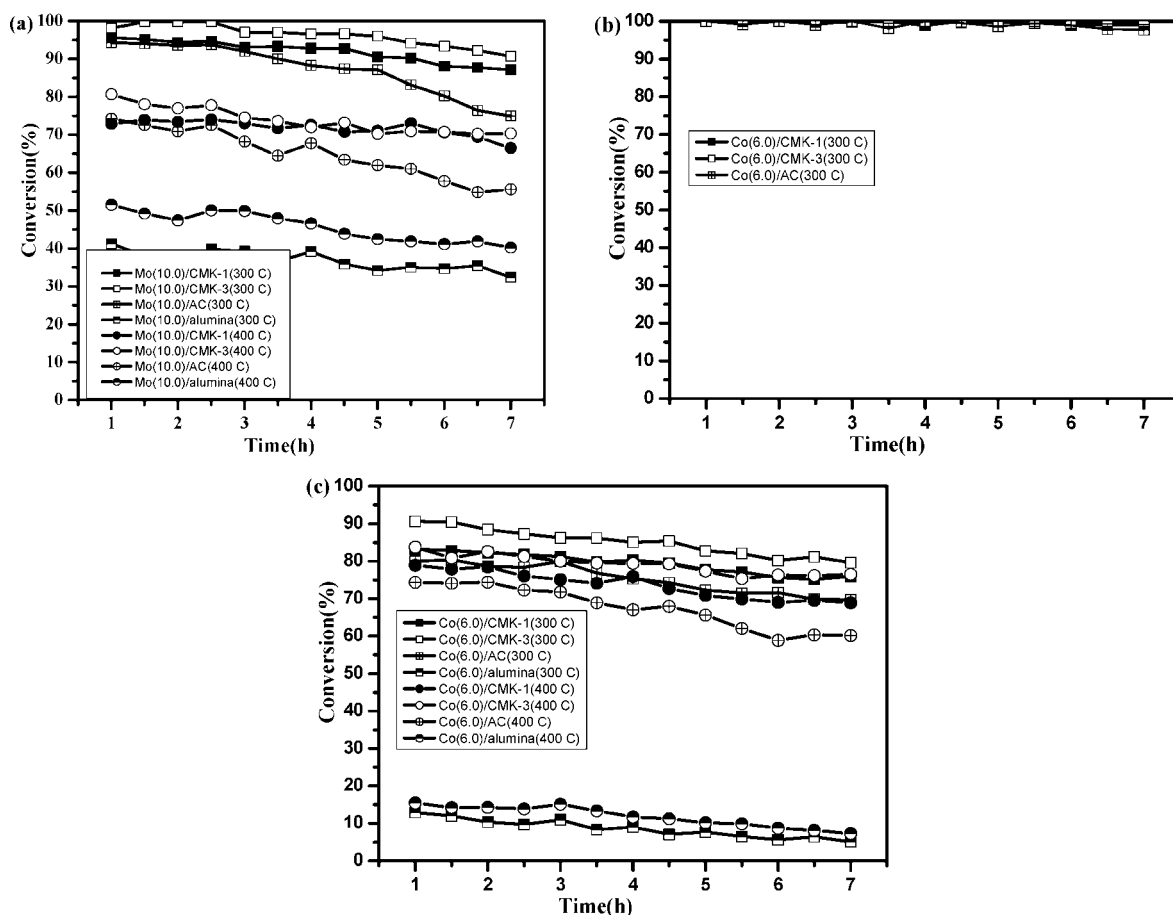 (a)
100
90
80
70
60
50
40
30
20
10
0
Conversion(%)
Mo(10.0)/CMK-1(300 C)
Mo(10.0)/CMK-3(300 C)
Mo(10.0)/AC(300 C)
Mo(10.0)/alumina(300 C)
Mo(10.0)/CMK-1(400 C)
Mo(10.0)/CMK-3(400 C)
Mo(10.0)/AC(400 C)
Mo(10.0)/alumina(400 C)
1 2 3 4 5 6 7
Time(h)
(b)
100
90
80
70
60
50
40
30
20
10
0
Conversion(%)
Co(6.0)/CMK-1(300 C)
Co(6.0)/CMK-3(300 C)
Co(6.0)/AC(300 C)
1 2 3 4 5 6 7
Time(h)
(c)
100
90
80
70
60
50
40
30
20
10
0
Conversion(%)
Co(6.0)/CMK-1(300 C)
Co(6.0)/CMK-3(300 C)
Co(6.0)/AC(300 C)
Co(6.0)/alumina(300 C)
Co(6.0)/CMK-1(400 C)
Co(6.0)/CMK-3(400 C)
Co(6.0)/AC(400 C)
Co(6.0)/alumina(400 C)
1 2 3 4 5 6 7
Time(h)